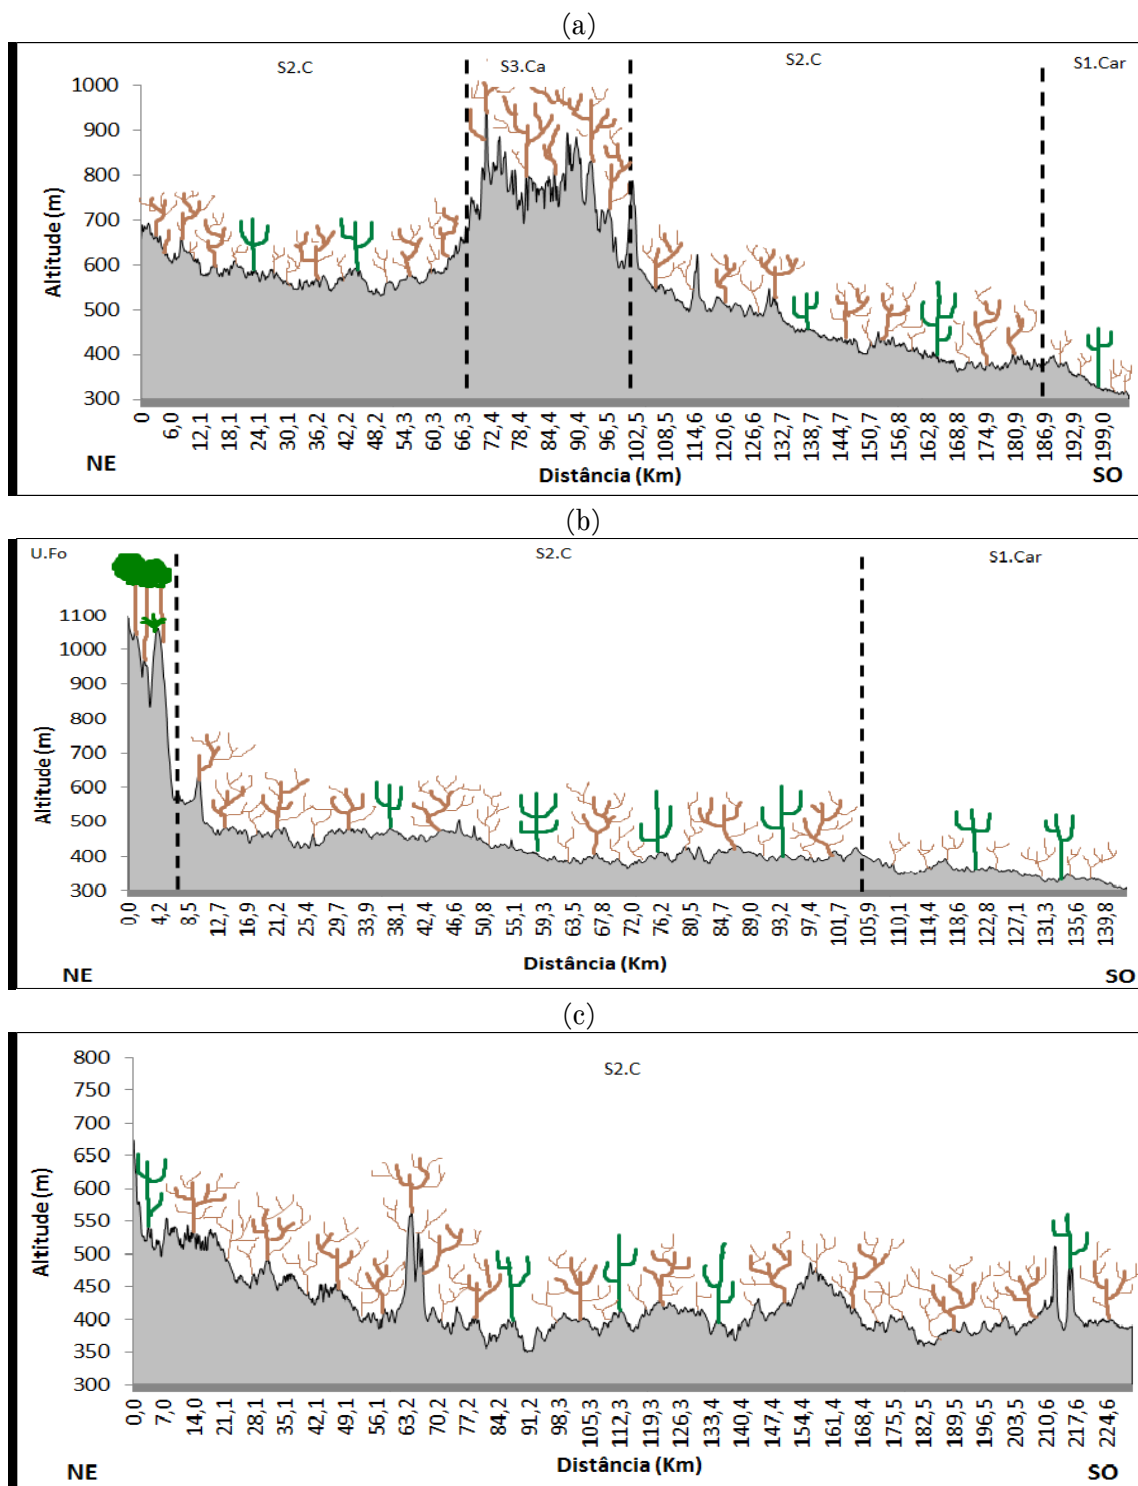 (a)
S2.C S3.Ca S2.C S1.Car
1000
900
800
700
600
500
400
300
Altitude (m)
0 6,0 12,1 18,1 24,1 30,1 36,2 42,2 48,2 54,3 60,3 66,3 72,4 78,4 84,4 90,4 96,5 102,5 108,5 114,6 120,6 126,6 132,7 138,7 144,7 150,7 156,8 162,8 168,8 174,9 180,9 186,9 192,9 199,0
NE Distância (Km) SO
(b)
U.Fo S2.C S1.Car
1100
1000
900
800
700
600
500
400
300
Altitude (m)
0,0 4,2 8,5 12,7 16,9 21,2 25,4 29,7 33,9 38,1 42,4 46,6 50,8 55,1 59,3 63,5 67,8 72,0 76,2 80,5 84,7 89,0 93,2 97,4 101,7 105,9 110,1 114,4 118,6 122,8 127,1 131,3 135,6 139,8
Distância (Km)
NE SO
(c)
S2.C
800
750
700
650
600
550
500
450
400
350
300
Altitude (m)
0,0 7,0 14,0 21,1 28,1 35,1 42,1 49,1 56,1 63,2 70,2 77,2 84,2 91,2 98,3 105,3 112,3 119,3 126,3 133,4 140,4 147,4 154,4 161,4 168,4 175,5 182,5 189,5 196,5 203,5 210,6 217,6 224,6
Distância (Km)
NE SO